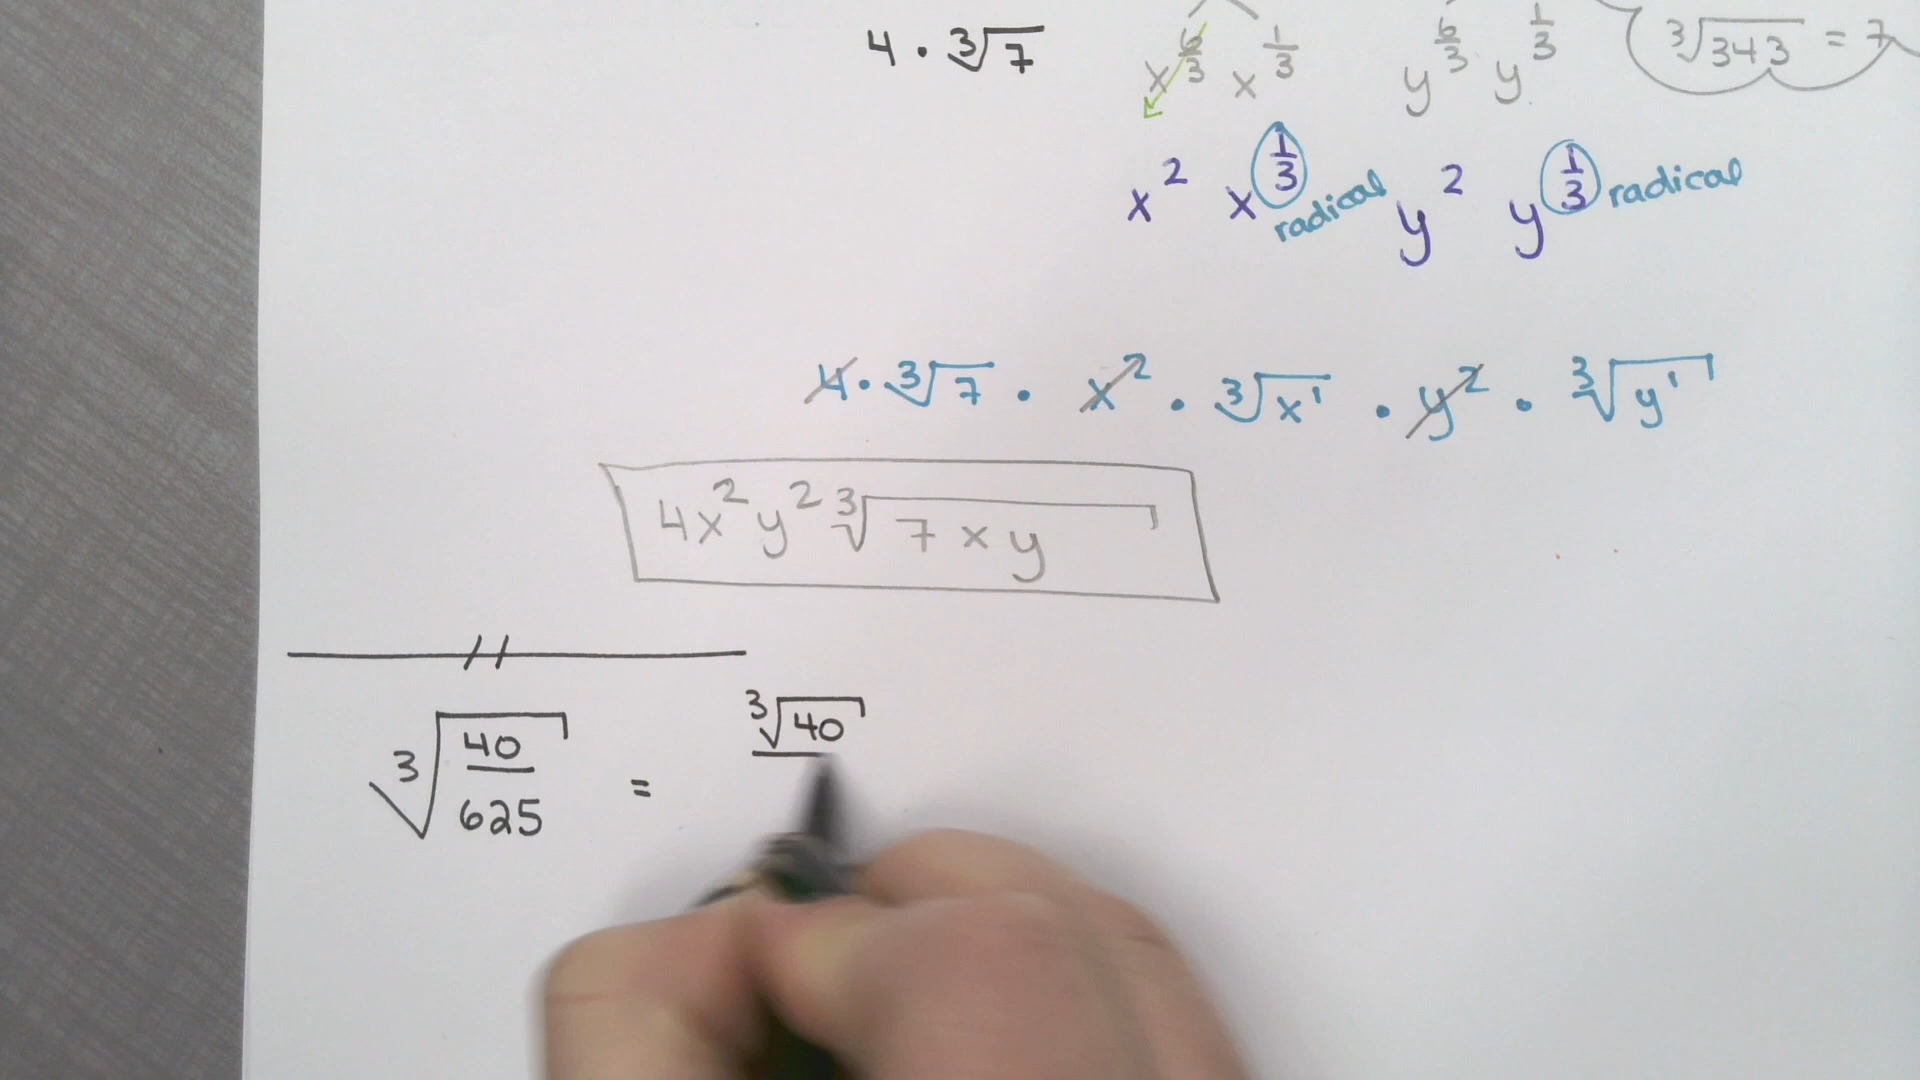 4 · ∛7 x^(6/3) x^(1/3) y^(6/3) y^(1/3) ∛343 = 7
x² x^(1/3) radical y² y^(1/3) radical
4 · ∛7 · x² · ∛x¹ · y² · ∛y¹
4x²y² ∛7xy
∛(40/625) = ∛40